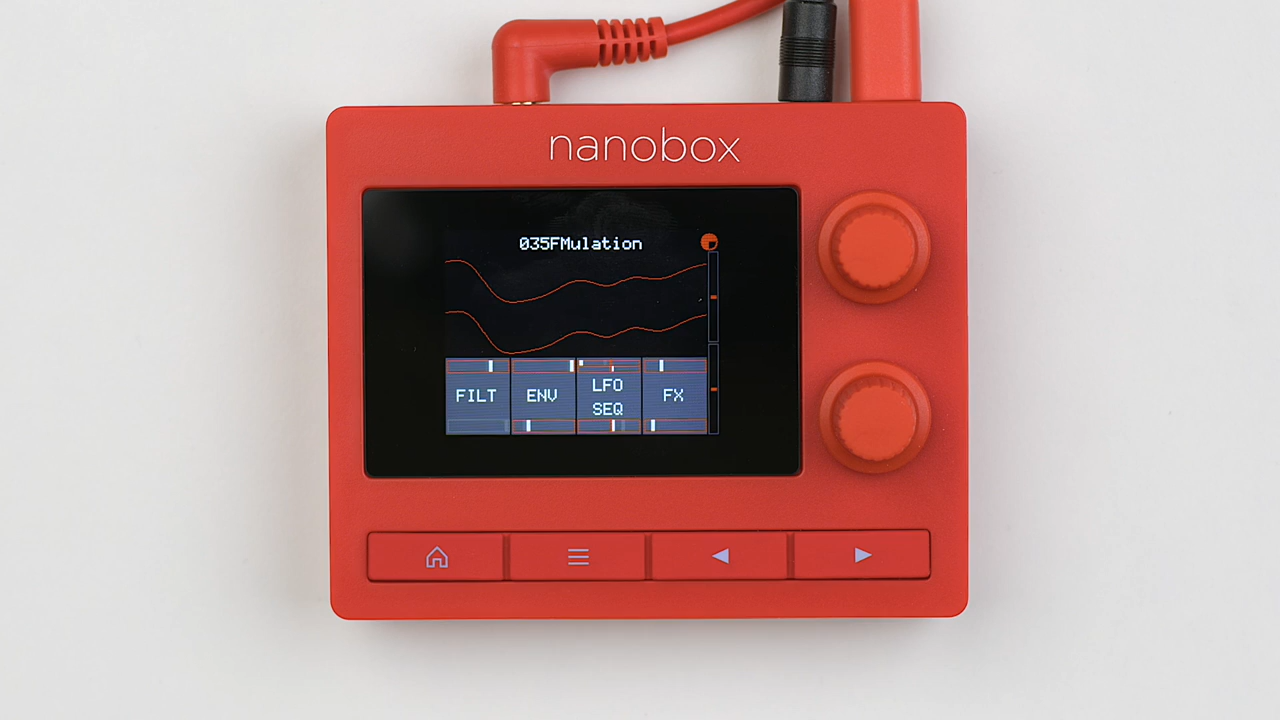 nanobox
035FMulation
FILT
ENV
LFO
SEQ
FX